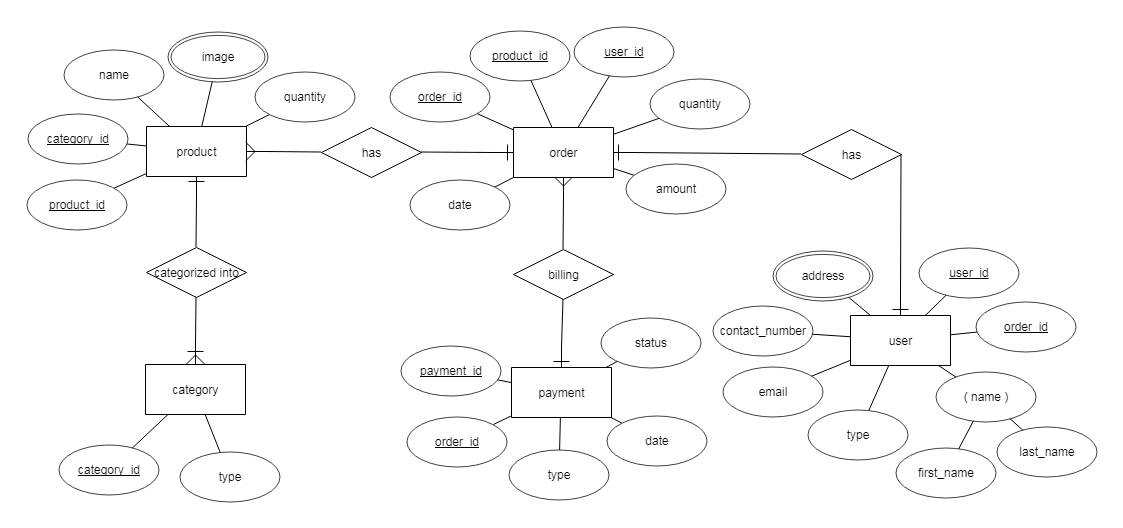 product_id
user_id
image
name
quantity
order_id
quantity
category_id
product
has
order
has
product_id
date
amount
categorized into
billing
address
user_id
contact_number
order_id
status
user
payment_id
category
payment
email
( name )
order_id
date
type
last_name
category_id
type
type
first_name